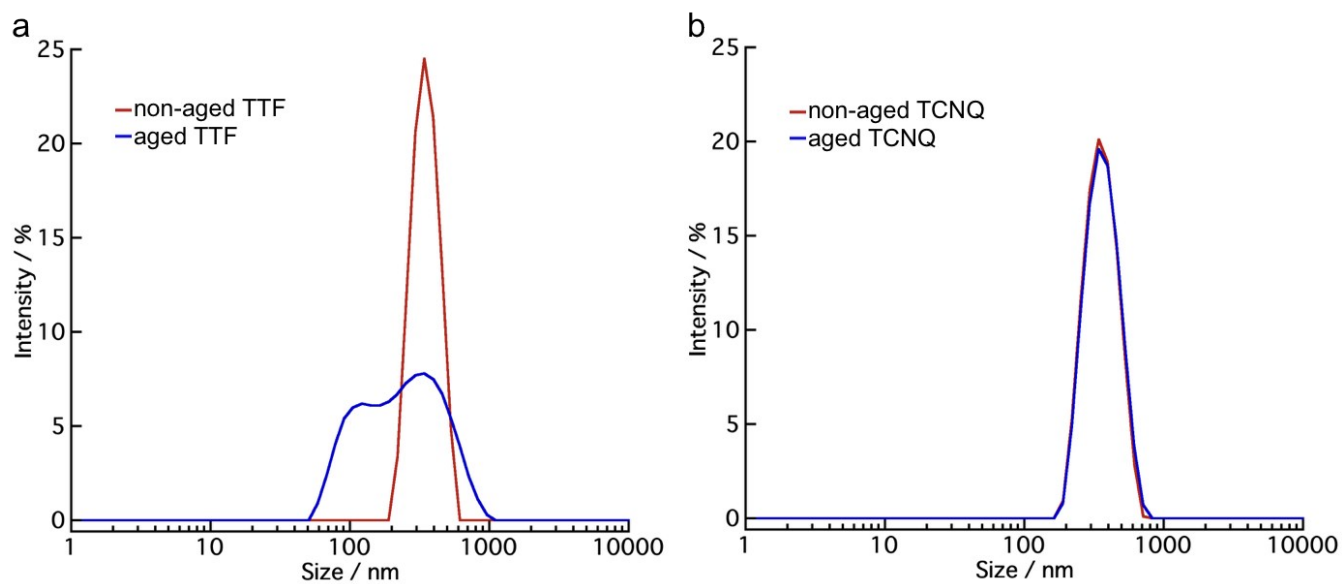 a
25
20
15
10
5
0
Intensity / %
non-aged TTF
aged TTF
1
10
100
1000
10000
Size / nm
b
25
20
15
10
5
0
Intensity / %
non-aged TCNQ
aged TCNQ
1
10
100
1000
10000
Size / nm